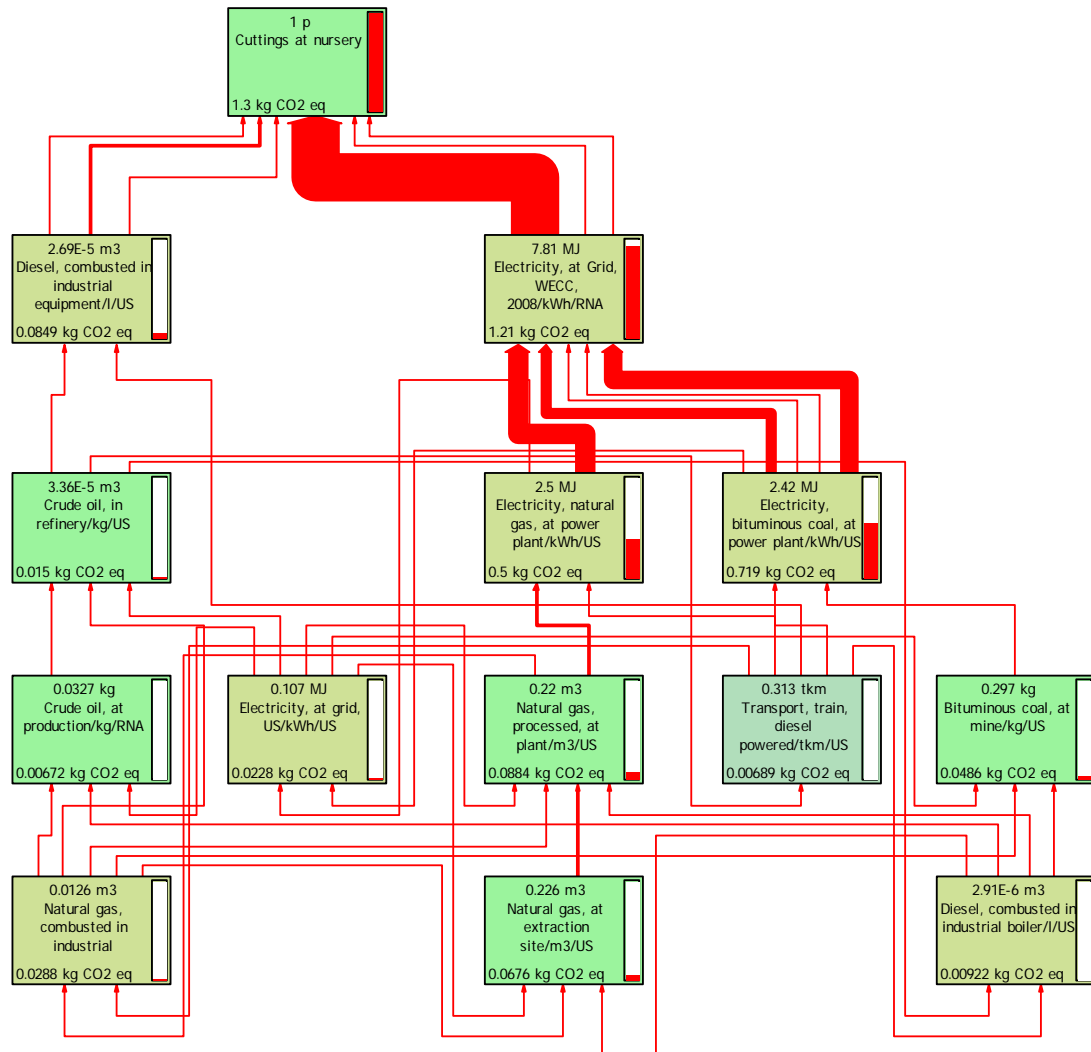 1 p
Cuttings at nursery
1.3 kg CO2 eq
2.69E-5 m3
Diesel, combusted in
industrial
equipment/l/US
0.0849 kg CO2 eq
7.81 MJ
Electricity, at Grid,
WECC,
2008/kWh/RNA
1.21 kg CO2 eq
3.36E-5 m3
Crude oil, in
refinery/kg/US
0.015 kg CO2 eq
2.5 MJ
Electricity, natural
gas, at power
plant/kWh/US
0.5 kg CO2 eq
2.42 MJ
Electricity,
bituminous coal, at
power plant/kWh/US
0.719 kg CO2 eq
0.0327 kg
Crude oil, at
production/kg/RNA
0.00672 kg CO2 eq
0.107 MJ
Electricity, at grid,
US/kWh/US
0.0228 kg CO2 eq
0.22 m3
Natural gas,
processed, at
plant/m3/US
0.0884 kg CO2 eq
0.313 tkm
Transport, train,
diesel
powered/tkm/US
0.00689 kg CO2 eq
0.297 kg
Bituminous coal, at
mine/kg/US
0.0486 kg CO2 eq
0.0126 m3
Natural gas,
combusted in
industrial
0.0288 kg CO2 eq
0.226 m3
Natural gas, at
extraction
site/m3/US
0.0676 kg CO2 eq
2.91E-6 m3
Diesel, combusted in
industrial boiler/l/US
0.00922 kg CO2 eq